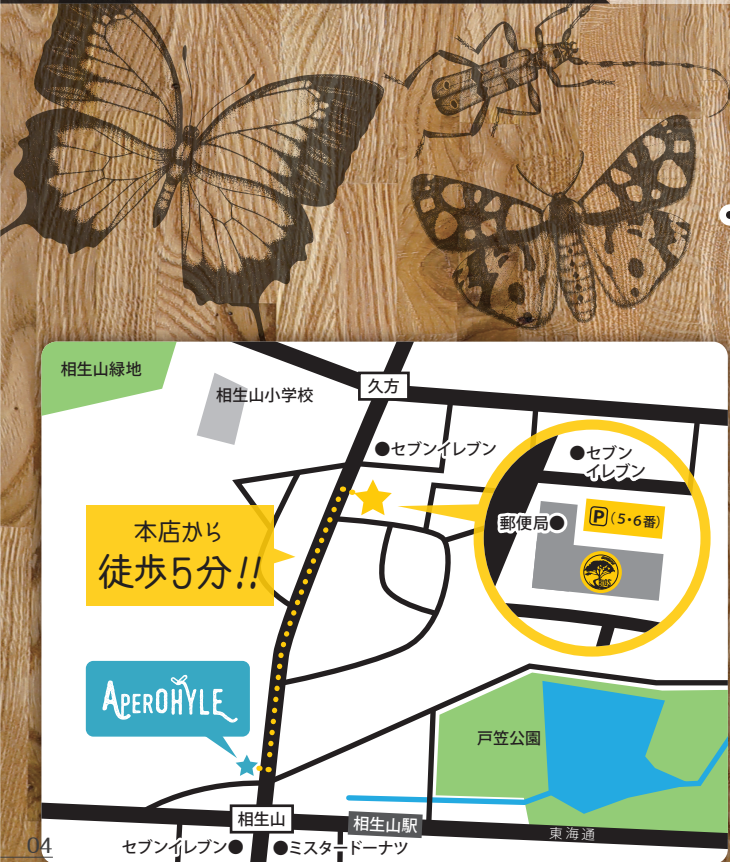 相生山緑地
相生山小学校
久方
●セブンイレブン
●セブン
イレブン
郵便局●
P(5・6番)
本店から
徒歩5分!!
APEROHYLE
戸笠公園
相生山
相生山駅
東海通
セブンイレブン●
●ミスタードーナツ
04